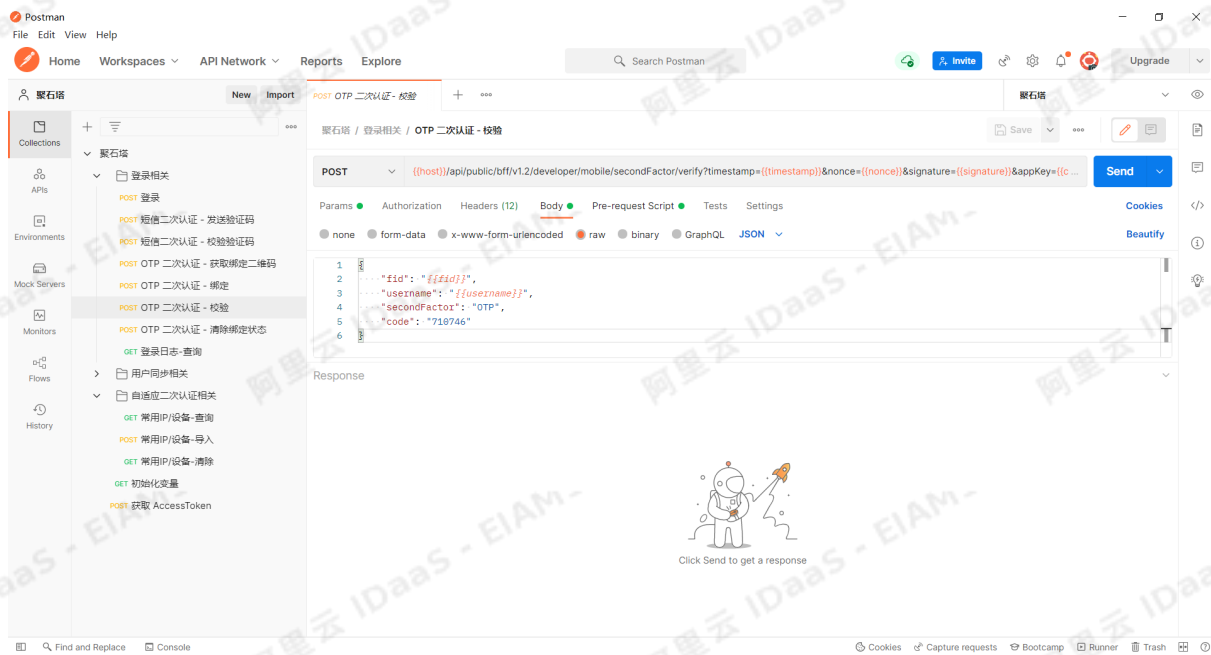 Postman
File Edit View Help
Home Workspaces API Network Reports Explore Search Postman Invite Upgrade
聚石塔 New Import POST OTP 二次认证 - 校验 聚石塔
聚石塔 / 登录相关 / OTP 二次认证 - 校验 Save
Collections
APIs
Environments
Mock Servers
Monitors
Flows
History
聚石塔
登录相关
POST 登录
POST 短信二次认证 - 发送验证码
POST 短信二次认证 - 校验验证码
POST OTP 二次认证 - 获取绑定二维码
POST OTP 二次认证 - 绑定
POST OTP 二次认证 - 校验
POST OTP 二次认证 - 清除绑定状态
GET 登录日志-查询
用户同步相关
自适应二次认证相关
GET 常用IP/设备-查询
POST 常用IP/设备-导入
GET 常用IP/设备-清除
GET 初始化变量
POST 获取 AccessToken
POST {{host}}/api/public/bff/v1.2/developer/mobile/secondFactor/verify?timestamp={{timestamp}}&nonce={{nonce}}&signature={{signature}}&appKey={{c ... Send
Params Authorization Headers (12) Body Pre-request Script Tests Settings Cookies
none form-data x-www-form-urlencoded raw binary GraphQL JSON Beautify
1 {
2 "fid": "{{fid}}",
3 "username": "{{username}}",
4 "secondFactor": "OTP",
5 "code": "710746"
6 }
Response
Click Send to get a response
Find and Replace Console Cookies Capture requests Bootcamp Runner Trash
阿里云 IDaaS - EIAM-